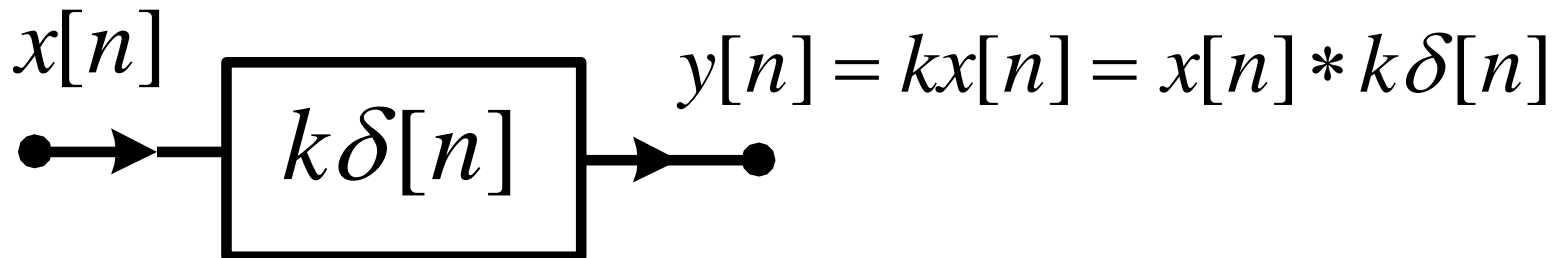 x[n]
y[n] = kx[n] = x[n] * kδ[n]
kδ[n]